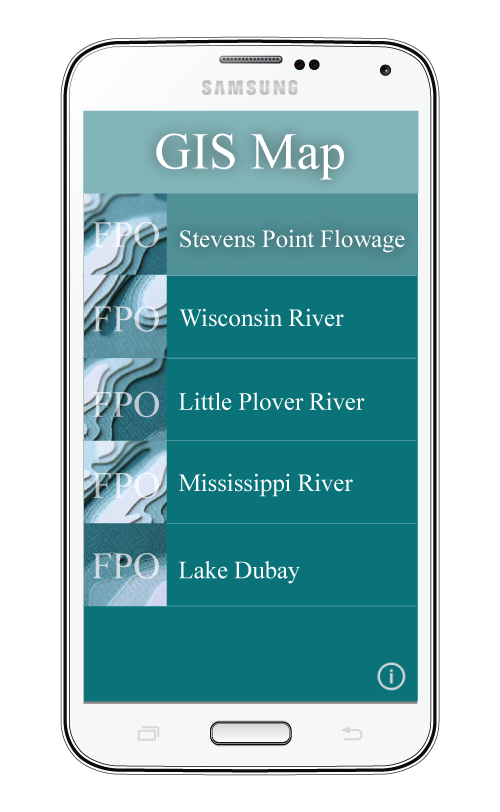 SAMSUNG
GIS Map
FPO
Stevens Point Flowage
FPO
Wisconsin River
FPO
Little Plover River
FPO
Mississippi River
FPO
Lake Dubay
i